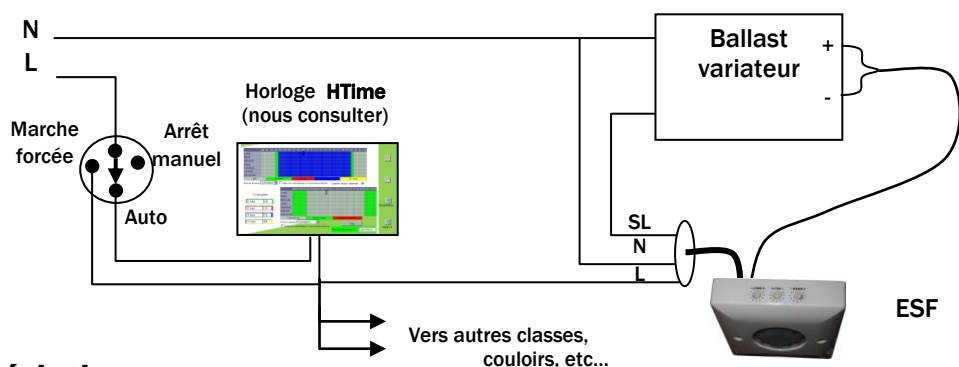 N
L
Ballast
variateur
+
-
Horloge HTime
(nous consulter)
Marche
forcée
Arrêt
manuel
Auto
SL
N
L
ESF
Vers autres classes,
couloirs, etc...